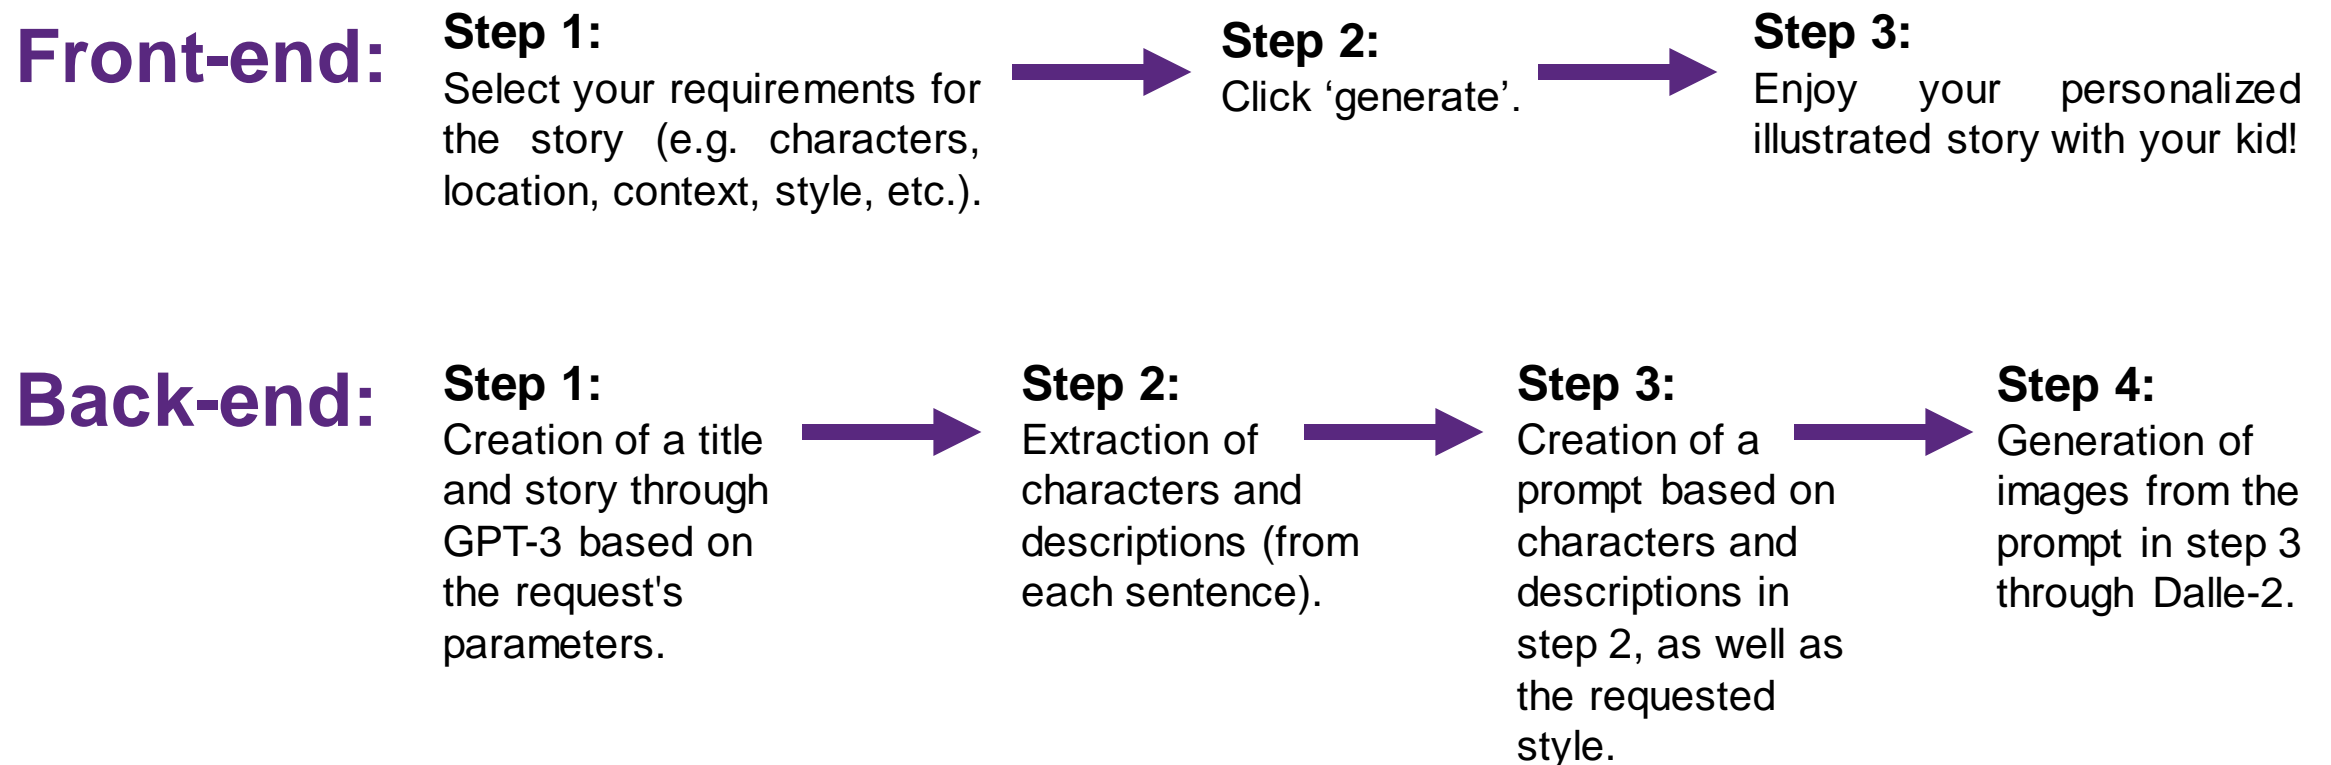 Front-end:
Step 1:
Select your requirements for
the story (e.g. characters,
location, context, style, etc.).
Step 2:
Click ‘generate’.
Step 3:
Enjoy your personalized
illustrated story with your kid!
Back-end:
Step 1:
Creation of a title
and story through
GPT-3 based on
the request's
parameters.
Step 2:
Extraction of
characters and
descriptions (from
each sentence).
Step 3:
Creation of a
prompt based on
characters and
descriptions in
step 2, as well as
the requested
style.
Step 4:
Generation of
images from the
prompt in step 3
through Dalle-2.